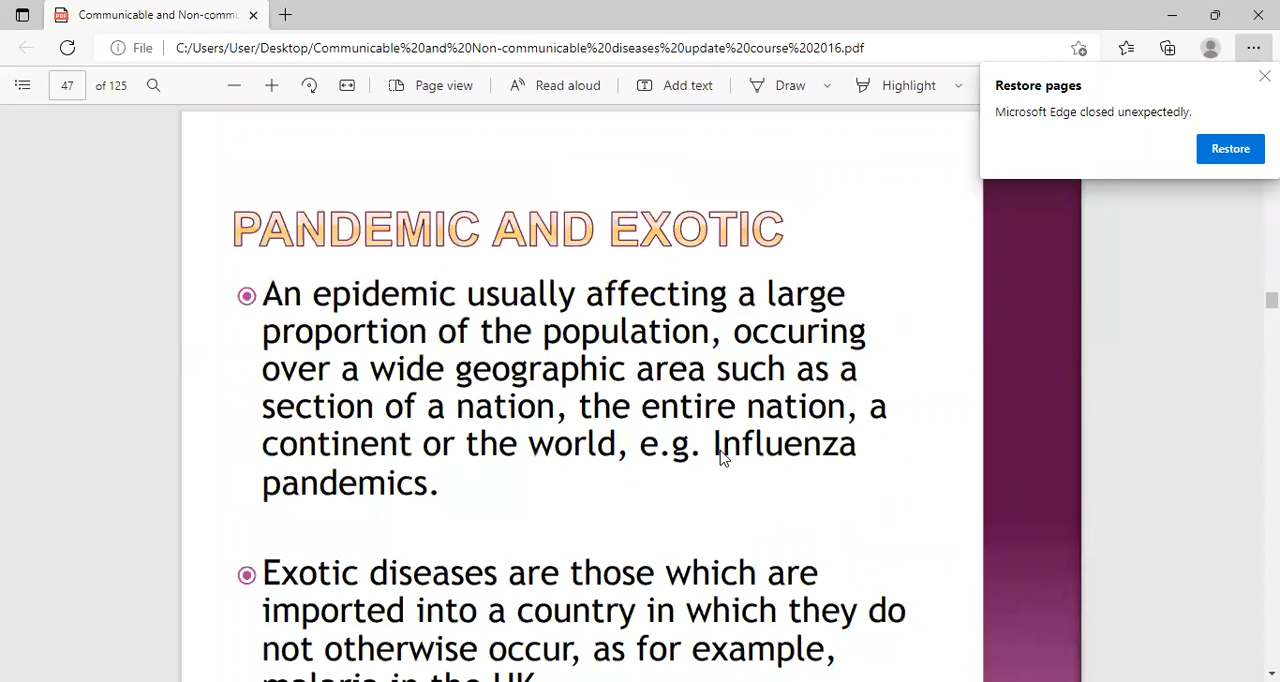 Communicable and Non-commu
File
C:/Users/User/Desktop/Communicable%20and%20Non-communicable%20diseases%20update%20course%202016.pdf
47 of 125
Page view
Read aloud
Add text
Draw
Highlight
Restore pages
Microsoft Edge closed unexpectedly.
Restore
PANDEMIC AND EXOTIC
An epidemic usually affecting a large
proportion of the population, occuring
over a wide geographic area such as a
section of a nation, the entire nation, a
continent or the world, e.g. Influenza
pandemics.
Exotic diseases are those which are
imported into a country in which they do
not otherwise occur, as for example,
malaria in the UK